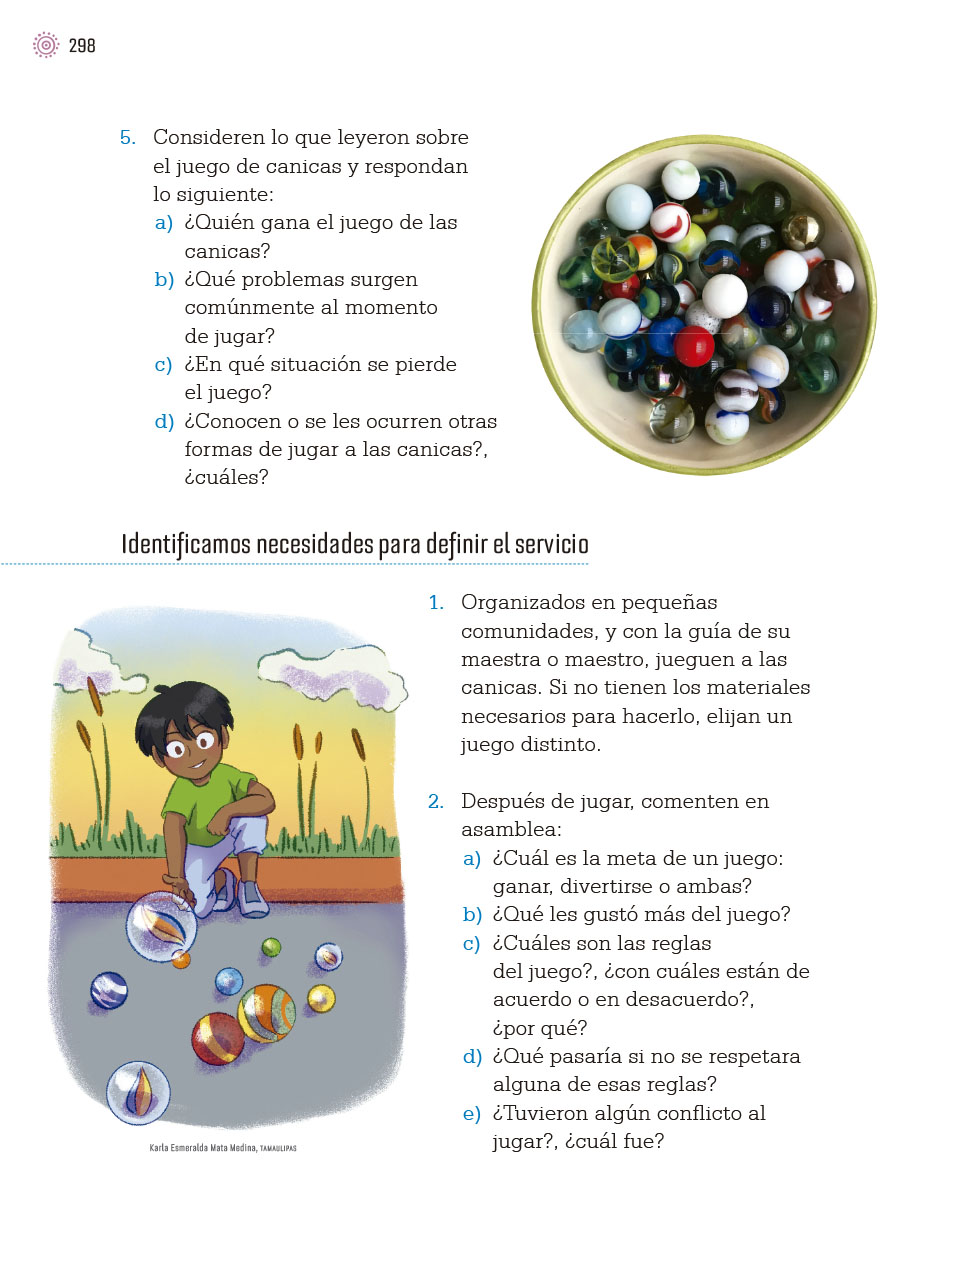 298
5. Consideren lo que leyeron sobre
el juego de canicas y respondan
lo siguiente:
a) ¿Quién gana el juego de las
canicas?
b) ¿Qué problemas surgen
comúnmente al momento
de jugar?
c) ¿En qué situación se pierde
el juego?
d) ¿Conocen o se les ocurren otras
formas de jugar a las canicas?,
¿cuáles?
Identificamos necesidades para definir el servicio
1. Organizados en pequeñas
comunidades, y con la guía de su
maestra o maestro, jueguen a las
canicas. Si no tienen los materiales
necesarios para hacerlo, elijan un
juego distinto.
2. Después de jugar, comenten en
asamblea:
a) ¿Cuál es la meta de un juego:
ganar, divertirse o ambas?
b) ¿Qué les gustó más del juego?
c) ¿Cuáles son las reglas
del juego?, ¿con cuáles están de
acuerdo o en desacuerdo?,
¿por qué?
d) ¿Qué pasaría si no se respetara
alguna de esas reglas?
e) ¿Tuvieron algún conflicto al
jugar?, ¿cuál fue?
Karla Esmeralda Mata Medina, TAMAULIPAS